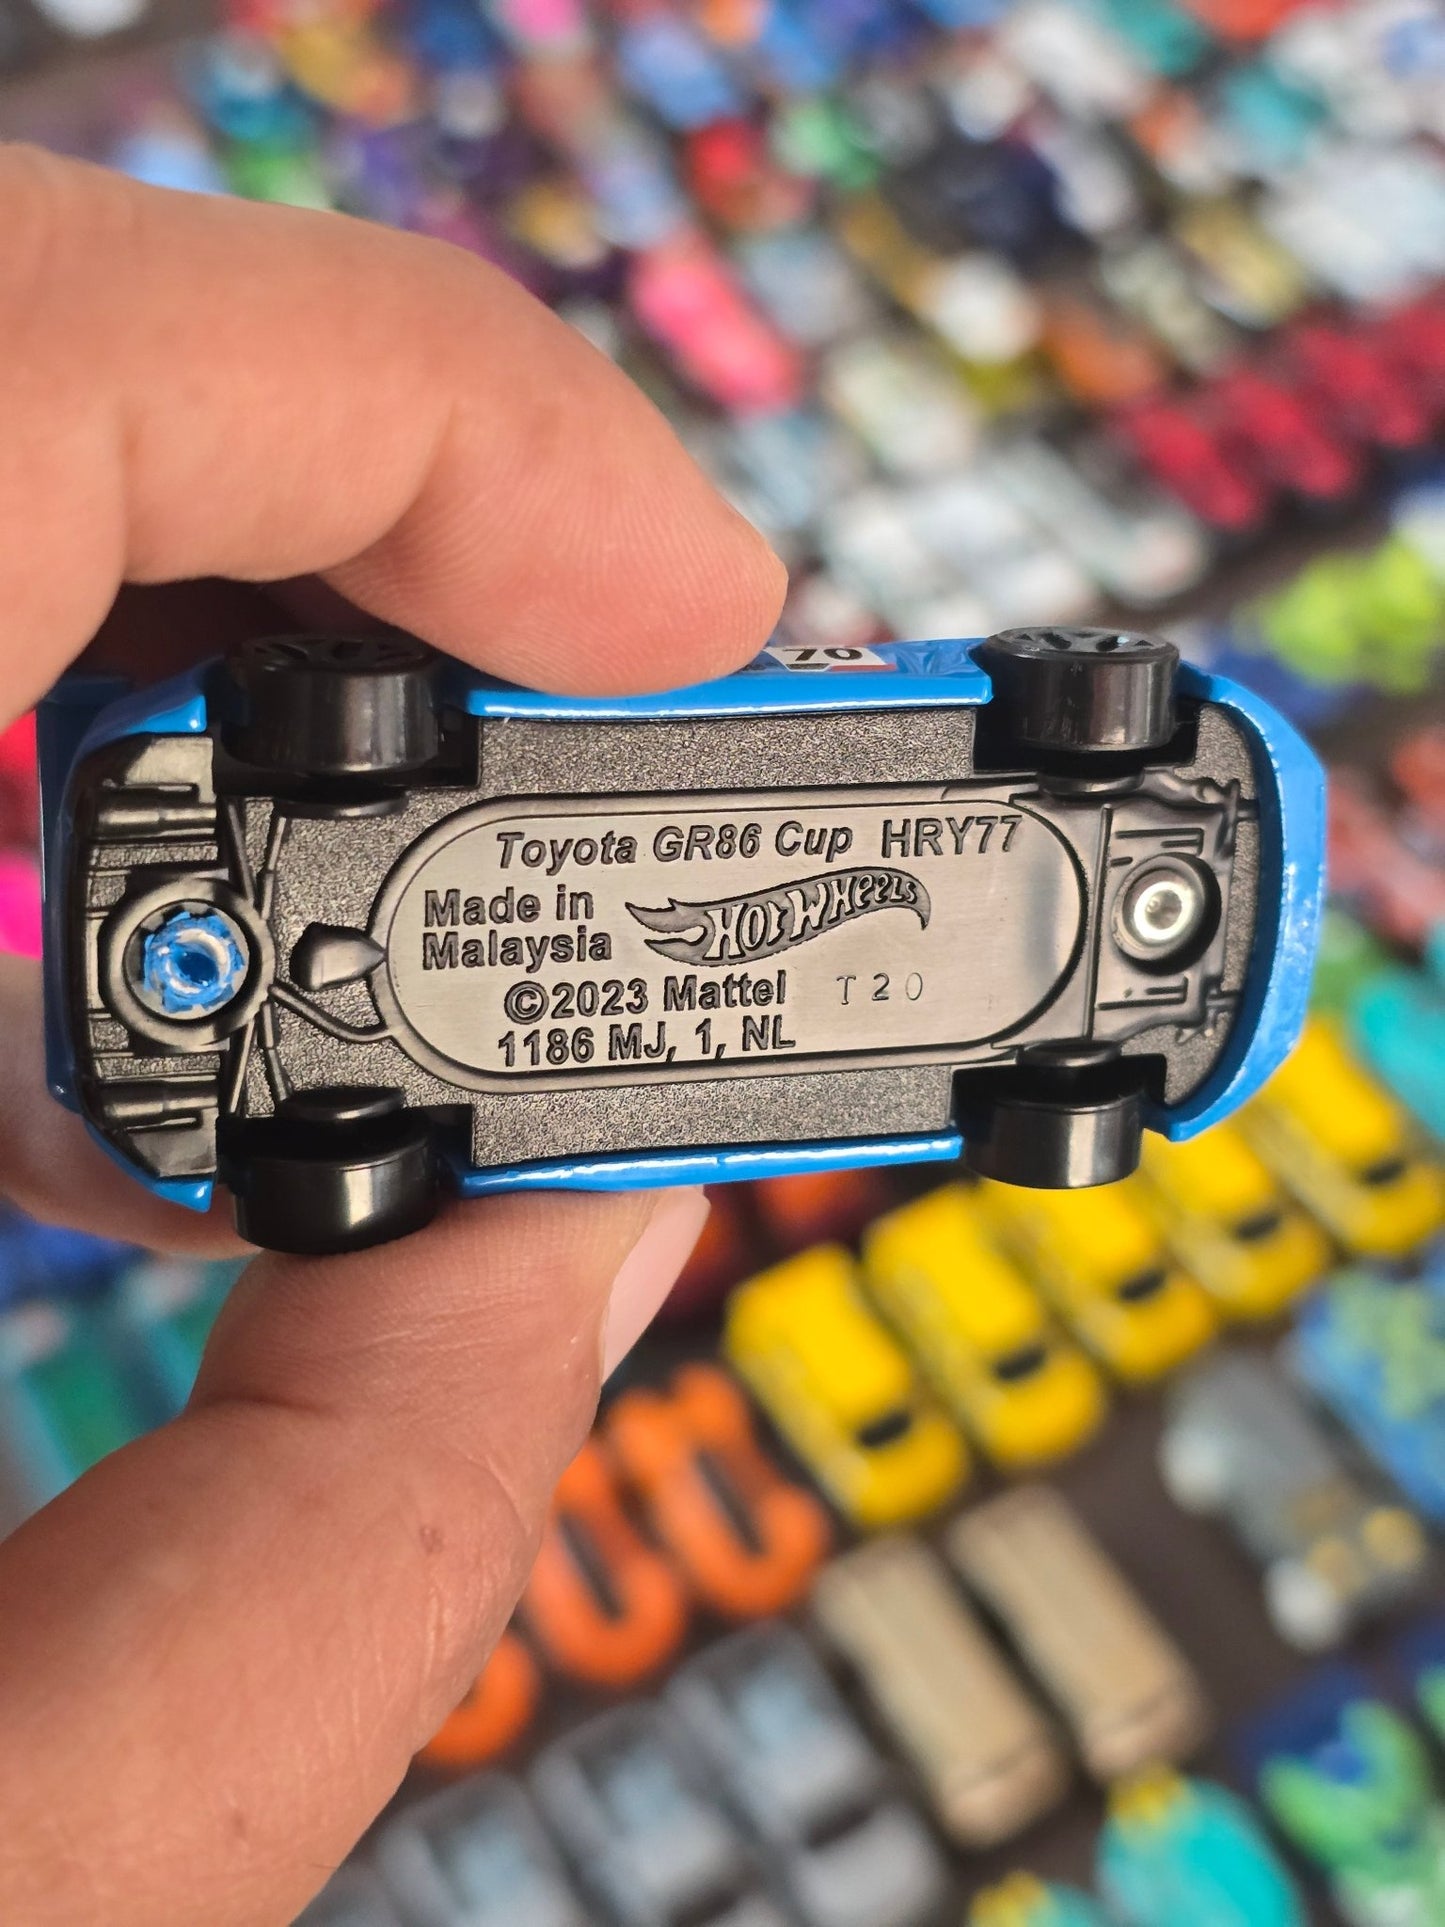 70
Toyota GR86 Cup HRY77
Made in
Malaysia
HOT WHEELS
©2023 Mattel T20
1186 MJ, 1, NL